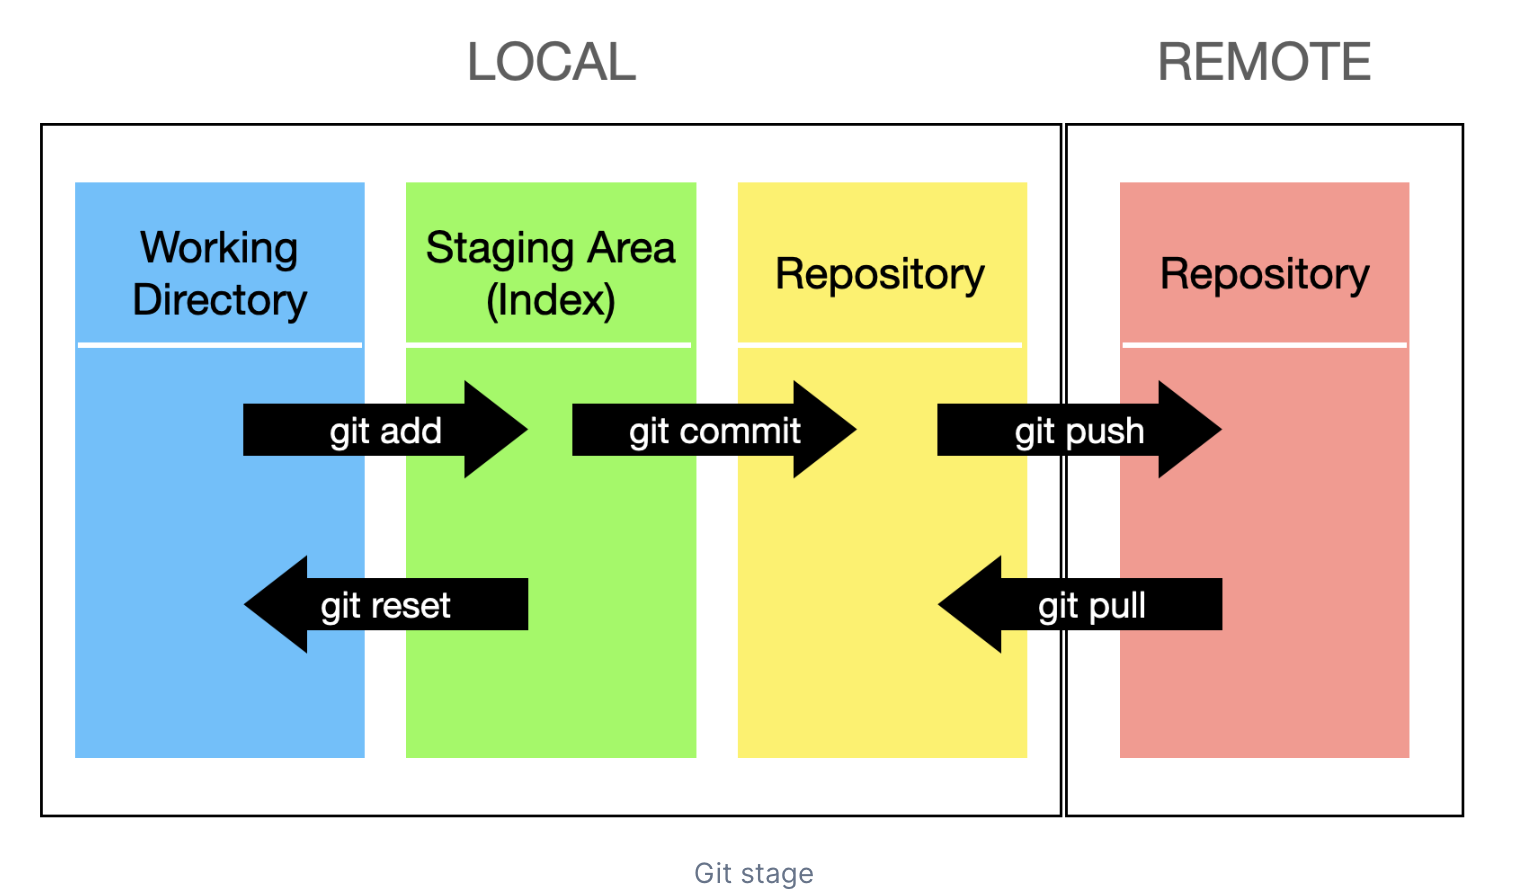 LOCAL
REMOTE
Working
Directory
Staging Area
(Index)
Repository
Repository
git add
git commit
git push
git reset
git pull
Git stage